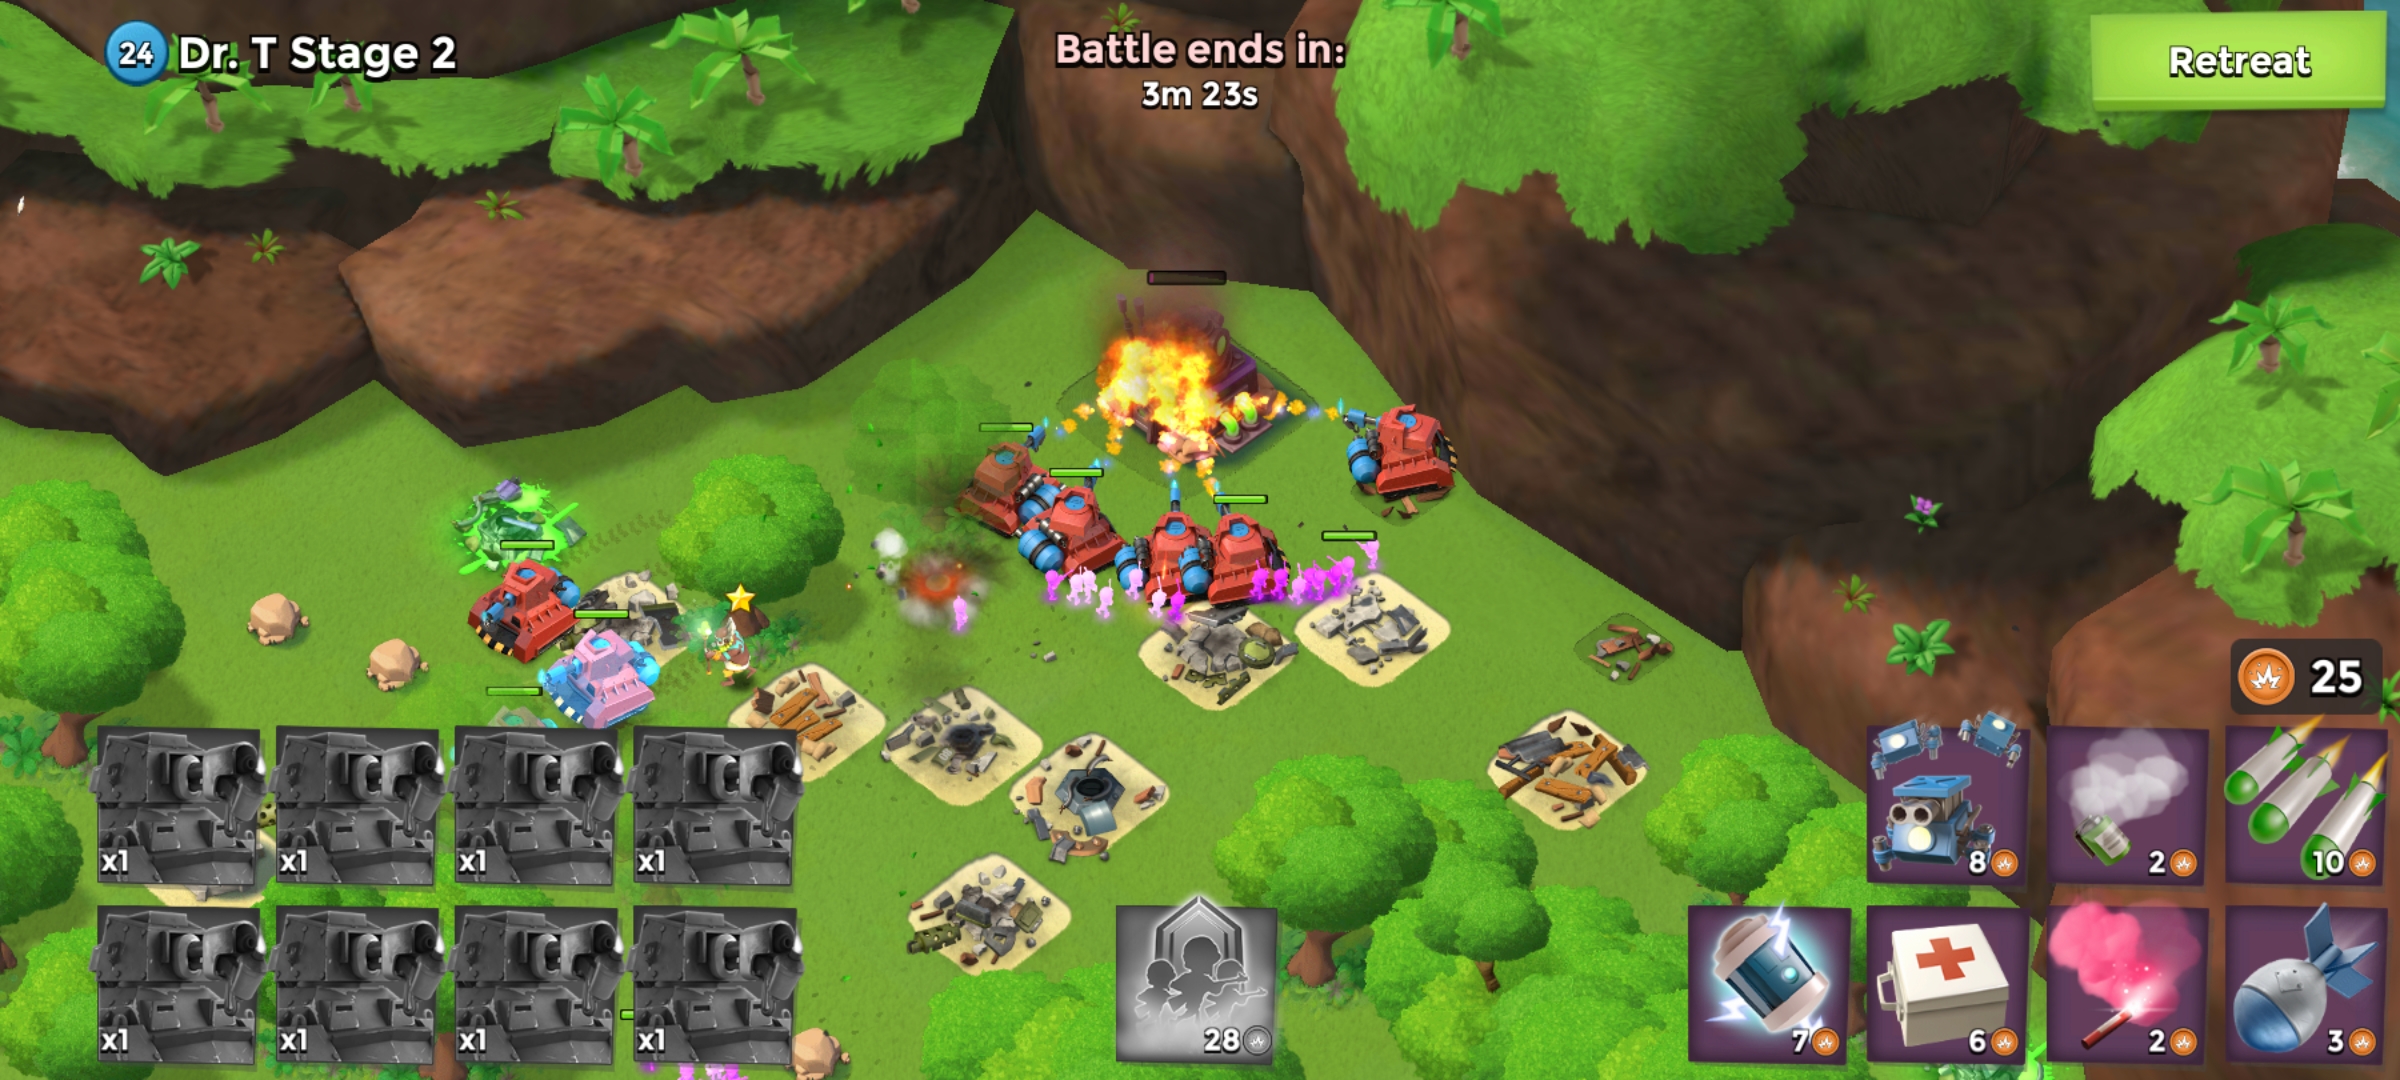 24 Dr. T Stage 2
Battle ends in:
3m 23s
Retreat
25
x1 x1 x1 x1
8 2 10
x1 x1 x1 x1
28
7 6 2 3